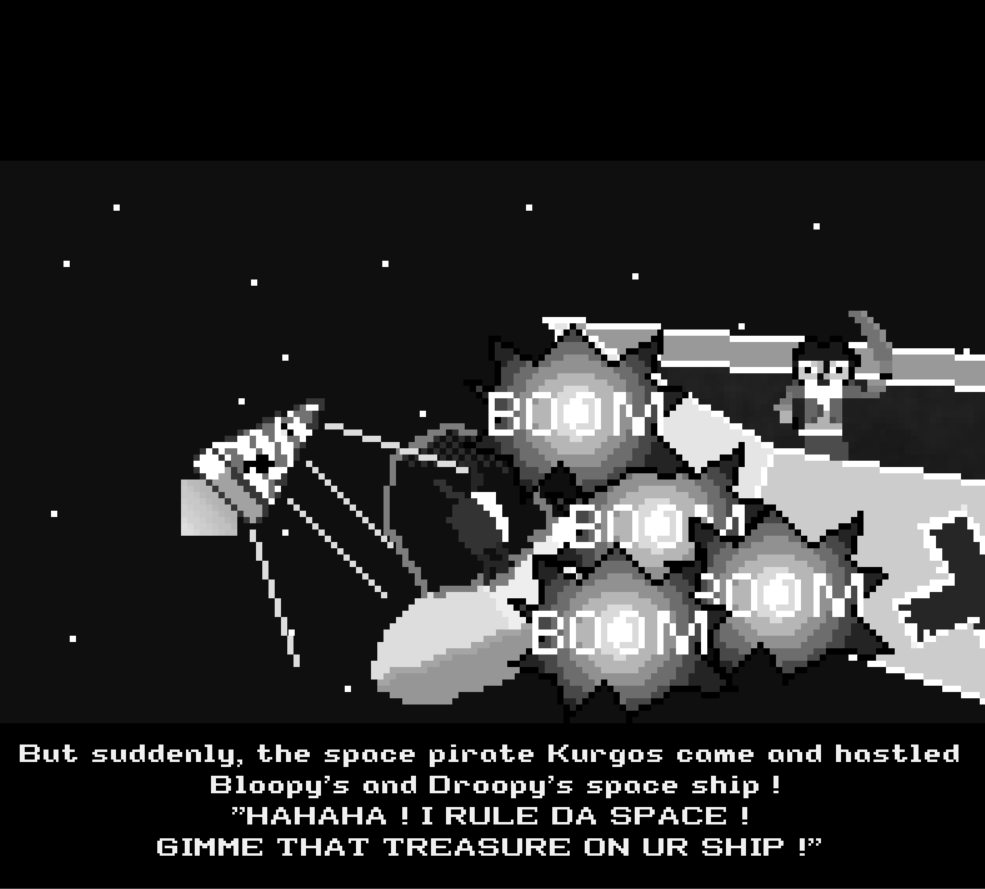 BOOM
BOOM
BOOM
BOOM
But suddenly, the space pirate Kurgos came and hastled
Bloopy's and Droopy's space ship !
"HAHAHA ! I RULE DA SPACE !
GIMME THAT TREASURE ON UR SHIP !"